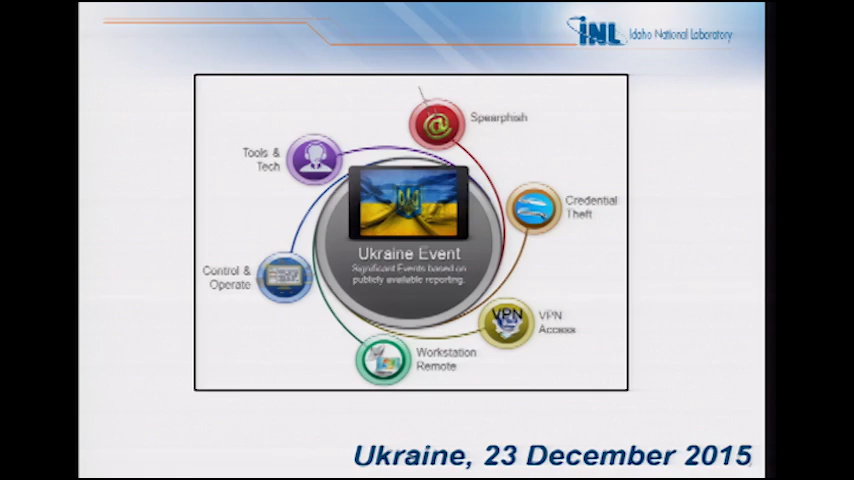 INL Idaho National Laboratory
Spearphish
Tools &
Tech
Credential
Theft
Ukraine Event
Significant Events based on
publicly available reporting.
Control &
Operate
VPN
VPN
Access
Workstation
Remote
Ukraine, 23 December 2015